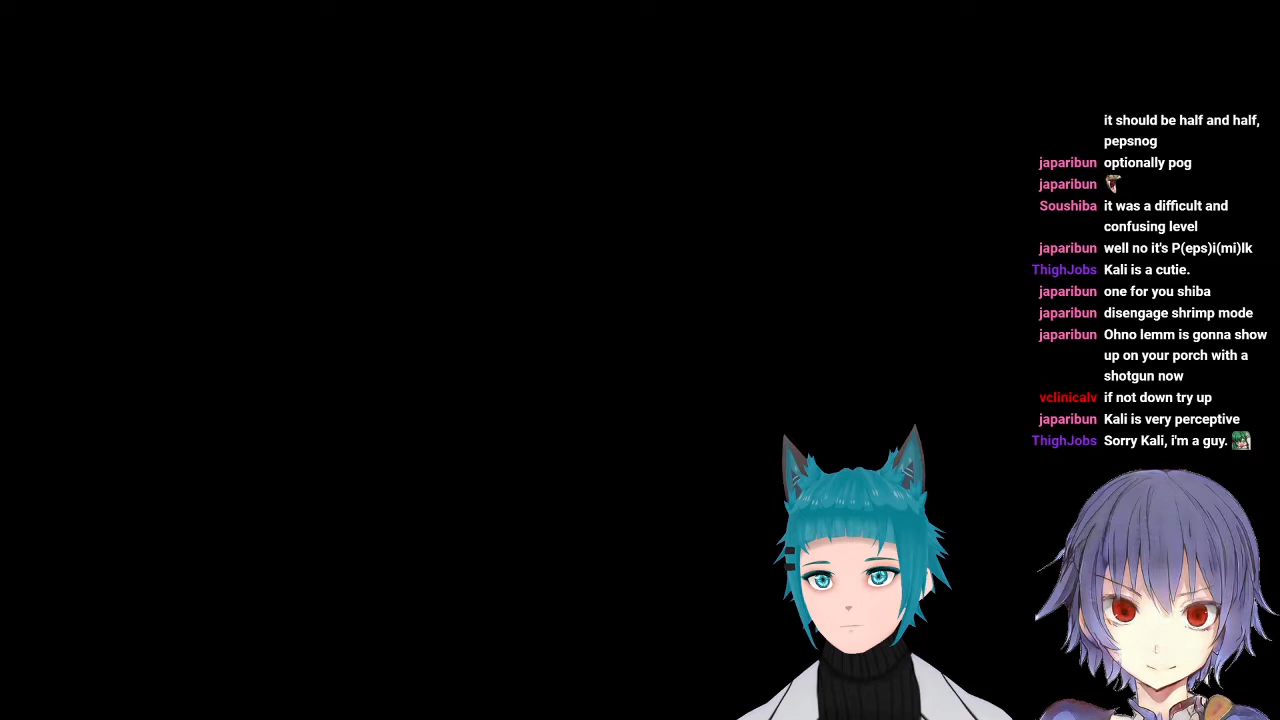 it should be half and half,
pepsnog
japaribun optionally pog
japaribun
Soushiba it was a difficult and
confusing level
japaribun well no it's P(eps)i(mi)lk
ThighJobs Kali is a cutie.
japaribun one for you shiba
japaribun disengage shrimp mode
japaribun Ohno lemm is gonna show
up on your porch with a
shotgun now
vclinicalv if not down try up
japaribun Kali is very perceptive
ThighJobs Sorry Kali, i'm a guy.